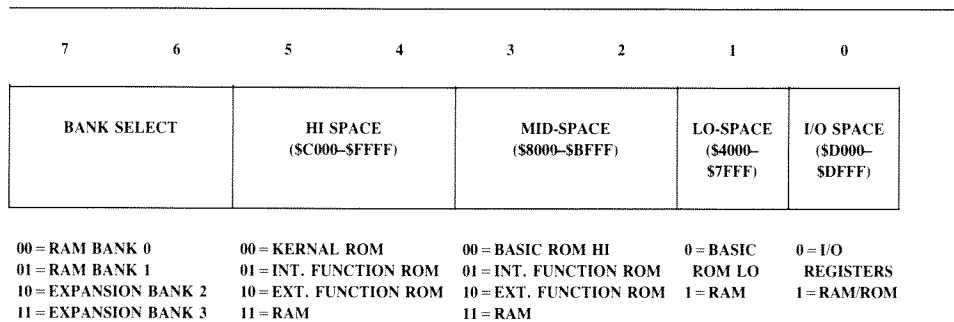 7 6 5 4 3 2 1 0
BANK SELECT
HI SPACE
($C000–$FFFF)
MID-SPACE
($8000–$BFFF)
LO-SPACE
($4000–
$7FFF)
I/O SPACE
($D000–
$DFFF)
00 = RAM BANK 0
01 = RAM BANK 1
10 = EXPANSION BANK 2
11 = EXPANSION BANK 3
00 = KERNAL ROM
01 = INT. FUNCTION ROM
10 = EXT. FUNCTION ROM
11 = RAM
00 = BASIC ROM HI
01 = INT. FUNCTION ROM
10 = EXT. FUNCTION ROM
11 = RAM
0 = BASIC
ROM LO
1 = RAM
0 = I/O
REGISTERS
1 = RAM/ROM